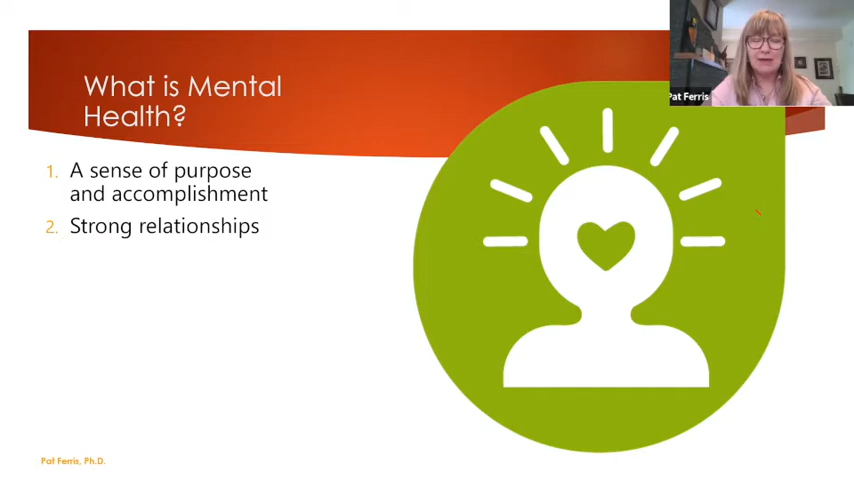 What is Mental
Health?
Pat Ferris
1. A sense of purpose
and accomplishment
2. Strong relationships
Pat Ferris, Ph.D.